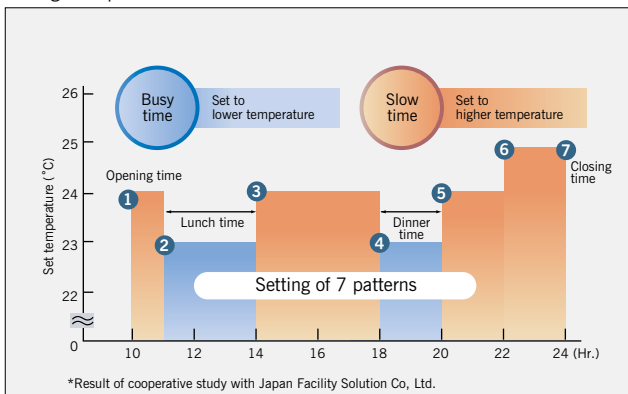 Busy
time
Set to
lower temperature
Slow
time
Set to
higher temperature
Set temperature (°C)
26
25
24
23
22
0
Opening time
1
2
Lunch time
3
4
Dinner
time
5
6
7
Closing
time
Setting of 7 patterns
10 12 14 16 18 20 22 24 (Hr.)
*Result of cooperative study with Japan Facility Solution Co, Ltd.